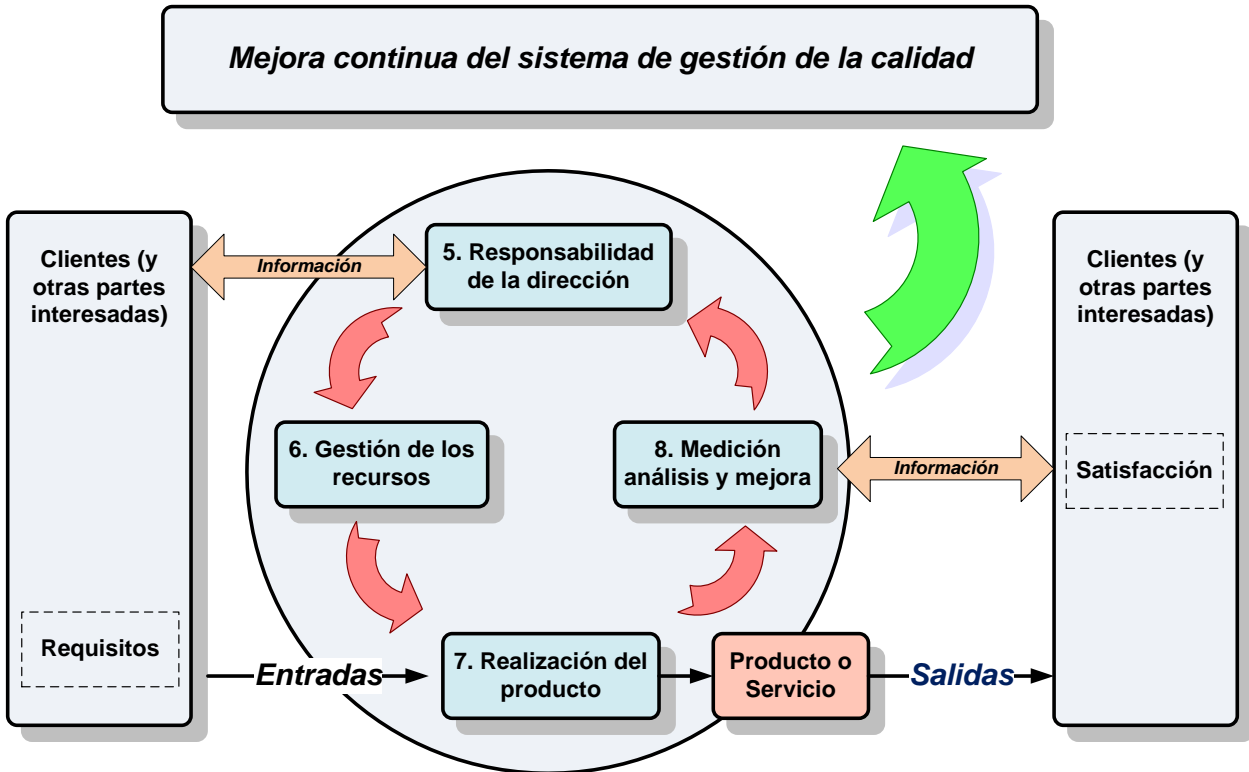 Mejora continua del sistema de gestión de la calidad
Clientes (y
otras partes
interesadas)
Información
5. Responsabilidad
de la dirección
Clientes (y
otras partes
interesadas)
6. Gestión de los
recursos
8. Medición
análisis y mejora
Información
Satisfacción
Requisitos
Entradas
7. Realización del
producto
Producto o
Servicio
Salidas